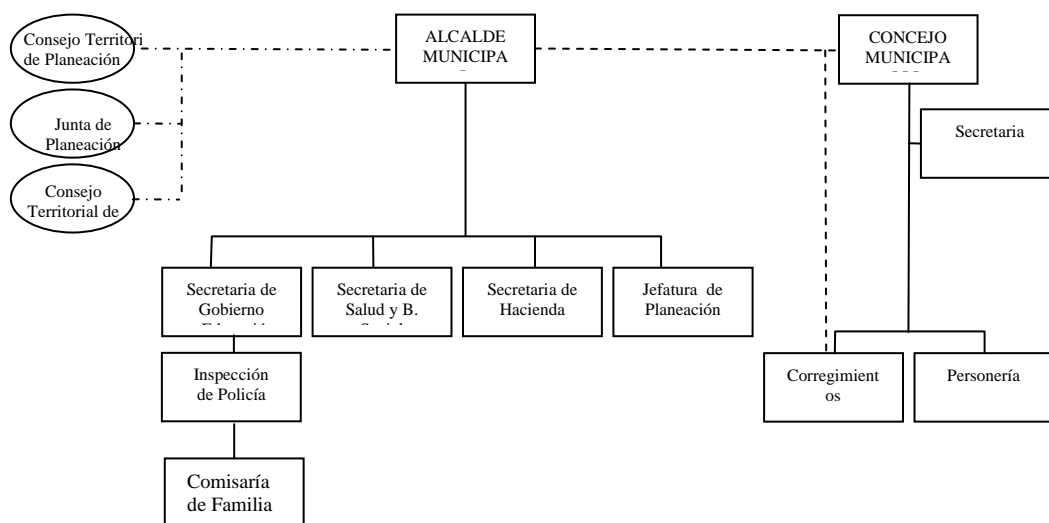 Consejo Territori
de Planeación
Junta de
Planeación
Consejo
Territorial de
ALCALDE
MUNICIPA
CONCEJO
MUNICIPA
Secretaria
Secretaria de
Gobierno
Secretaria de
Salud y B.
Secretaria de
Hacienda
Jefatura de
Planeación
Inspección
de Policía
Corregimient
os
Personería
Comisaría
de Familia